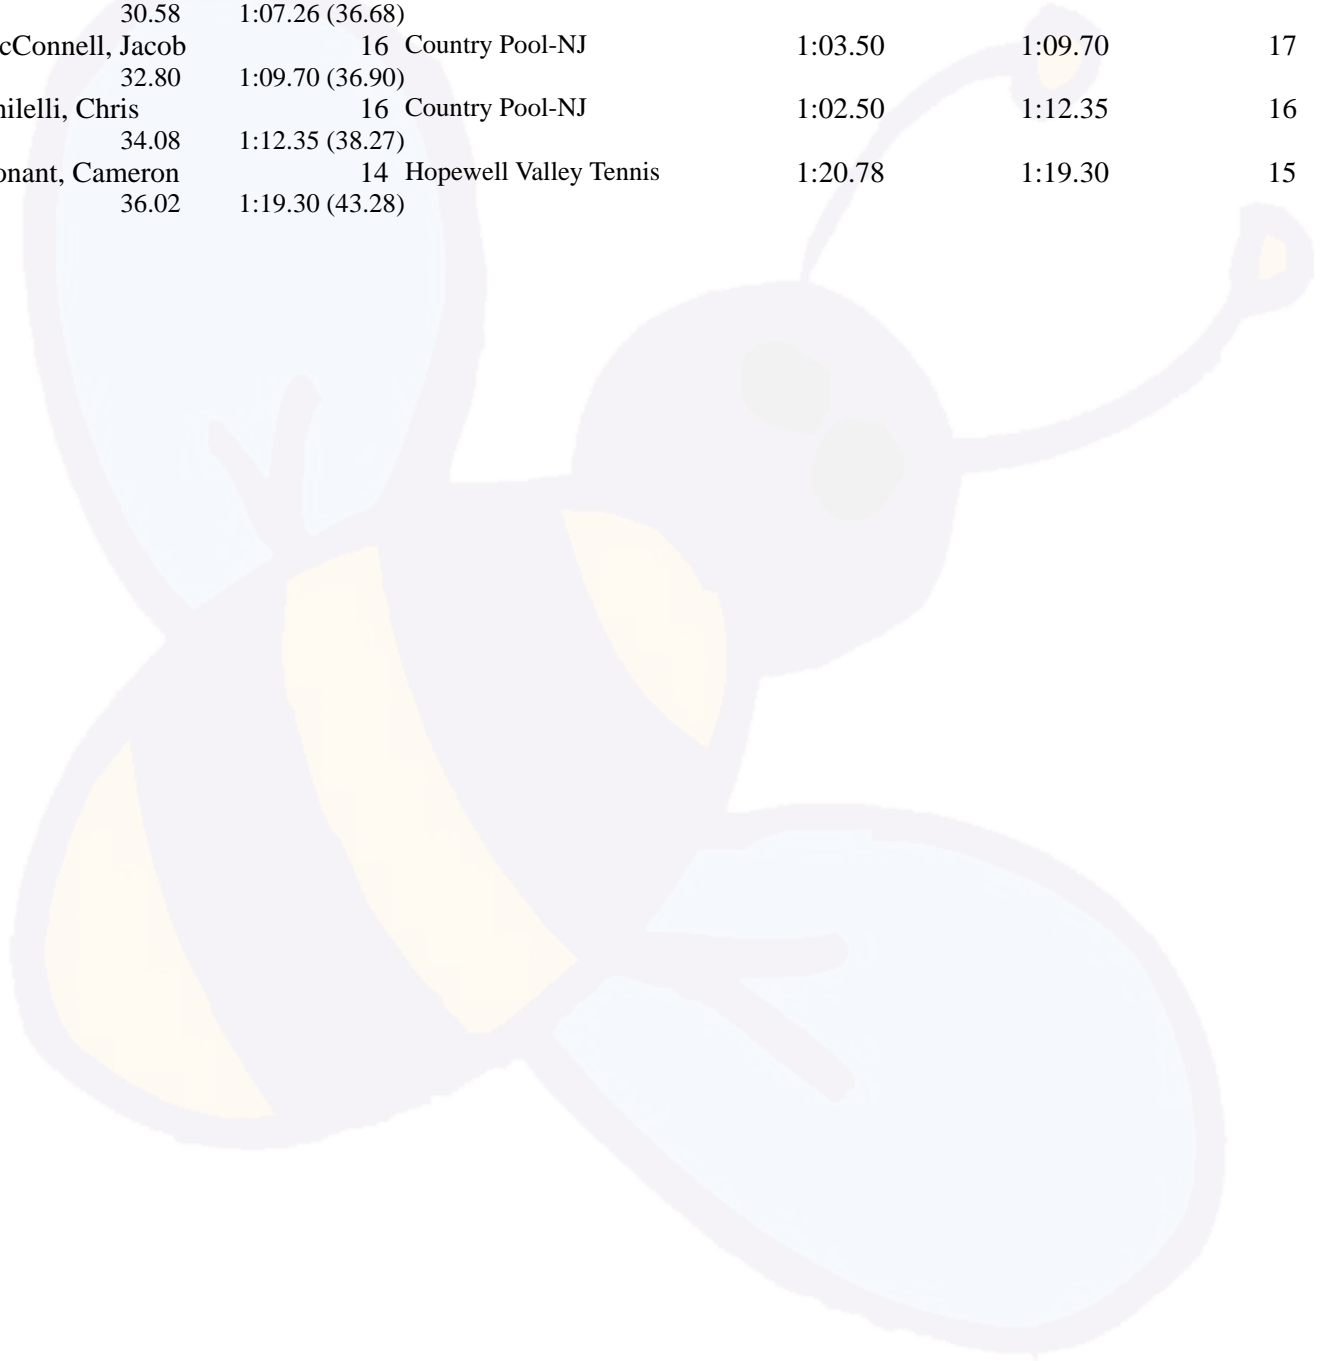 30.58 1:07.26 (36.68)
cConnell, Jacob 16 Country Pool-NJ 1:03.50 1:09.70 17
32.80 1:09.70 (36.90)
nilelli, Chris 16 Country Pool-NJ 1:02.50 1:12.35 16
34.08 1:12.35 (38.27)
onant, Cameron 14 Hopewell Valley Tennis 1:20.78 1:19.30 15
36.02 1:19.30 (43.28)